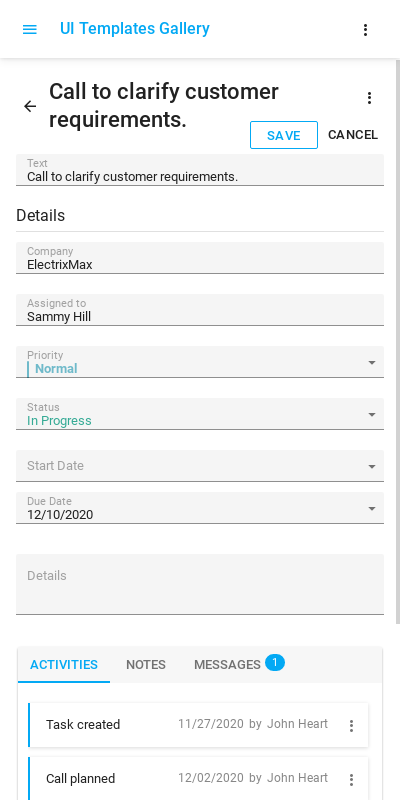 UI Templates Gallery
Call to clarify customer
requirements.
SAVE CANCEL
Text
Call to clarify customer requirements.
Details
Company
ElectrixMax
Assigned to
Sammy Hill
Priority
Normal
Status
In Progress
Start Date
Due Date
12/10/2020
Details
ACTIVITIES NOTES MESSAGES 1
Task created 11/27/2020 by John Heart
Call planned 12/02/2020 by John Heart